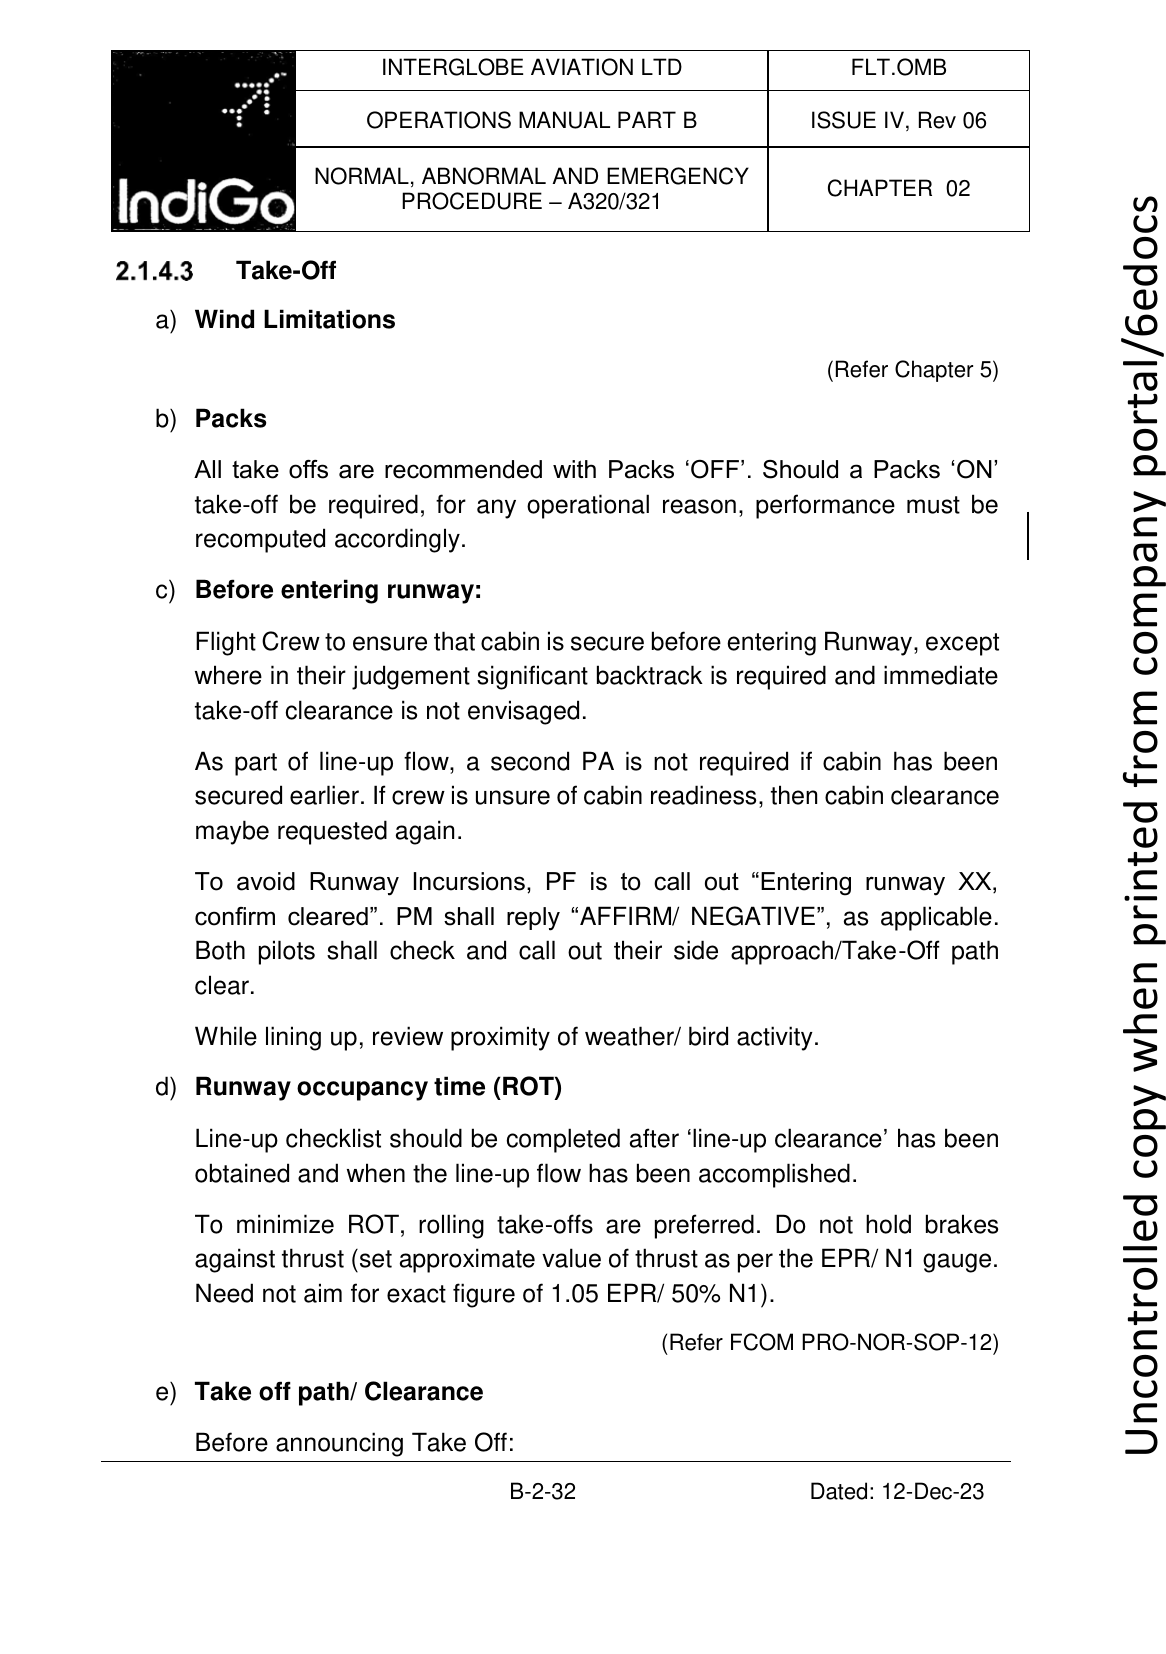 IndiGo
INTERGLOBE AVIATION LTD
FLT.OMB
OPERATIONS MANUAL PART B
ISSUE IV, Rev 06
NORMAL, ABNORMAL AND EMERGENCY
PROCEDURE – A320/321
CHAPTER 02
2.1.4.3 Take-Off
a) Wind Limitations
(Refer Chapter 5)
b) Packs
All take offs are recommended with Packs ‘OFF’. Should a Packs ‘ON’
take-off be required, for any operational reason, performance must be
recomputed accordingly.
c) Before entering runway:
Flight Crew to ensure that cabin is secure before entering Runway, except
where in their judgement significant backtrack is required and immediate
take-off clearance is not envisaged.
As part of line-up flow, a second PA is not required if cabin has been
secured earlier. If crew is unsure of cabin readiness, then cabin clearance
maybe requested again.
To avoid Runway Incursions, PF is to call out “Entering runway XX,
confirm cleared”. PM shall reply “AFFIRM/ NEGATIVE”, as applicable.
Both pilots shall check and call out their side approach/Take-Off path
clear.
While lining up, review proximity of weather/ bird activity.
d) Runway occupancy time (ROT)
Line-up checklist should be completed after ‘line-up clearance’ has been
obtained and when the line-up flow has been accomplished.
To minimize ROT, rolling take-offs are preferred. Do not hold brakes
against thrust (set approximate value of thrust as per the EPR/ N1 gauge.
Need not aim for exact figure of 1.05 EPR/ 50% N1).
(Refer FCOM PRO-NOR-SOP-12)
e) Take off path/ Clearance
Before announcing Take Off:
B-2-32
Dated: 12-Dec-23
Uncontrolled copy when printed from company portal/6edocs